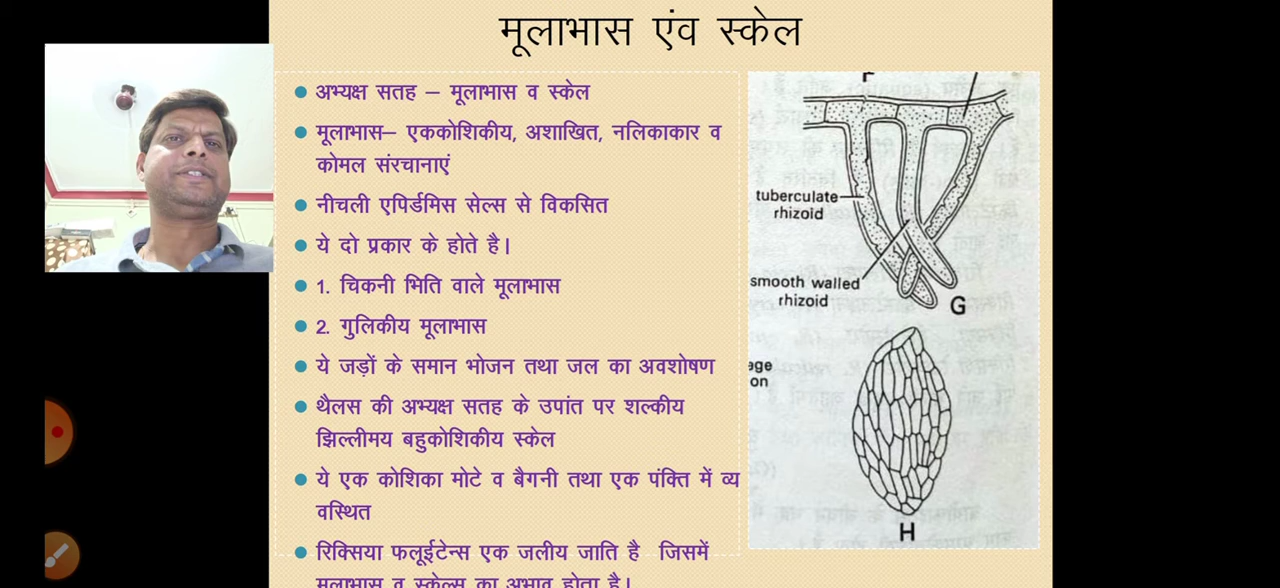 मूलाभास एंव स्केल
अभ्यक्ष सतह – मूलाभास व स्केल
मूलाभास– एककोशिकीय, अशाखित, नलिकाकार व
कोमल संरचानाएं
नीचली एपिर्डमिस सेल्स से विकसित
ये दो प्रकार के होते है।
1. चिकनी भिति वाले मूलाभास
2. गुलिकीय मूलाभास
ये जड़ों के समान भोजन तथा जल का अवशोषण
थैलस की अभ्यक्ष सतह के उपांत पर शल्कीय
झिल्लीमय बहुकोशिकीय स्केल
ये एक कोशिका मोटे व बैगनी तथा एक पंक्ति में व्य
वस्थित
रिक्सिया फलूईटेन्स एक जलीय जाति है जिसमें
मूलाभास व स्केल्स का अभाव होता है।
tuberculate
rhizoid
smooth walled
rhizoid
G
H